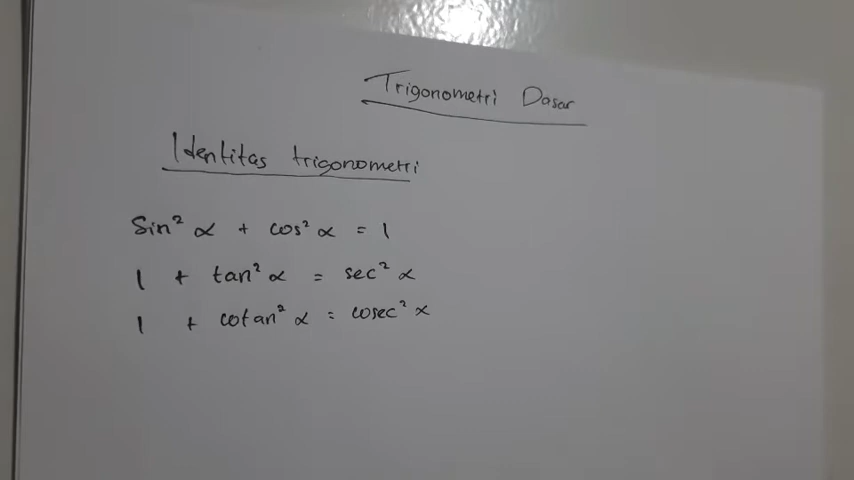 Trigonometri Dasar
Identitas trigonometri
Sin² α + cos² α = 1
1 + tan² α = sec² α
1 + cotan² α = cosec² α